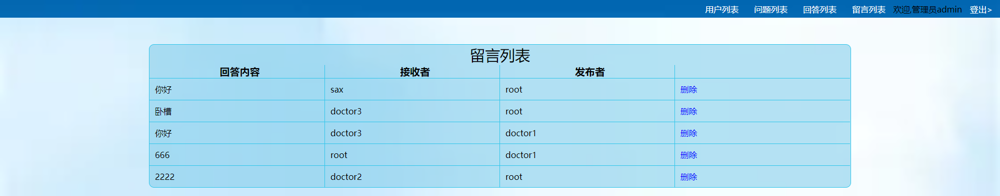 用户列表 问题列表 回答列表 留言列表 欢迎,管理员admin 登出>
留言列表
回答内容 接收者 发布者
你好 sax root 删除
卧槽 doctor3 root 删除
你好 doctor3 doctor1 删除
666 root doctor1 删除
2222 doctor2 root 删除